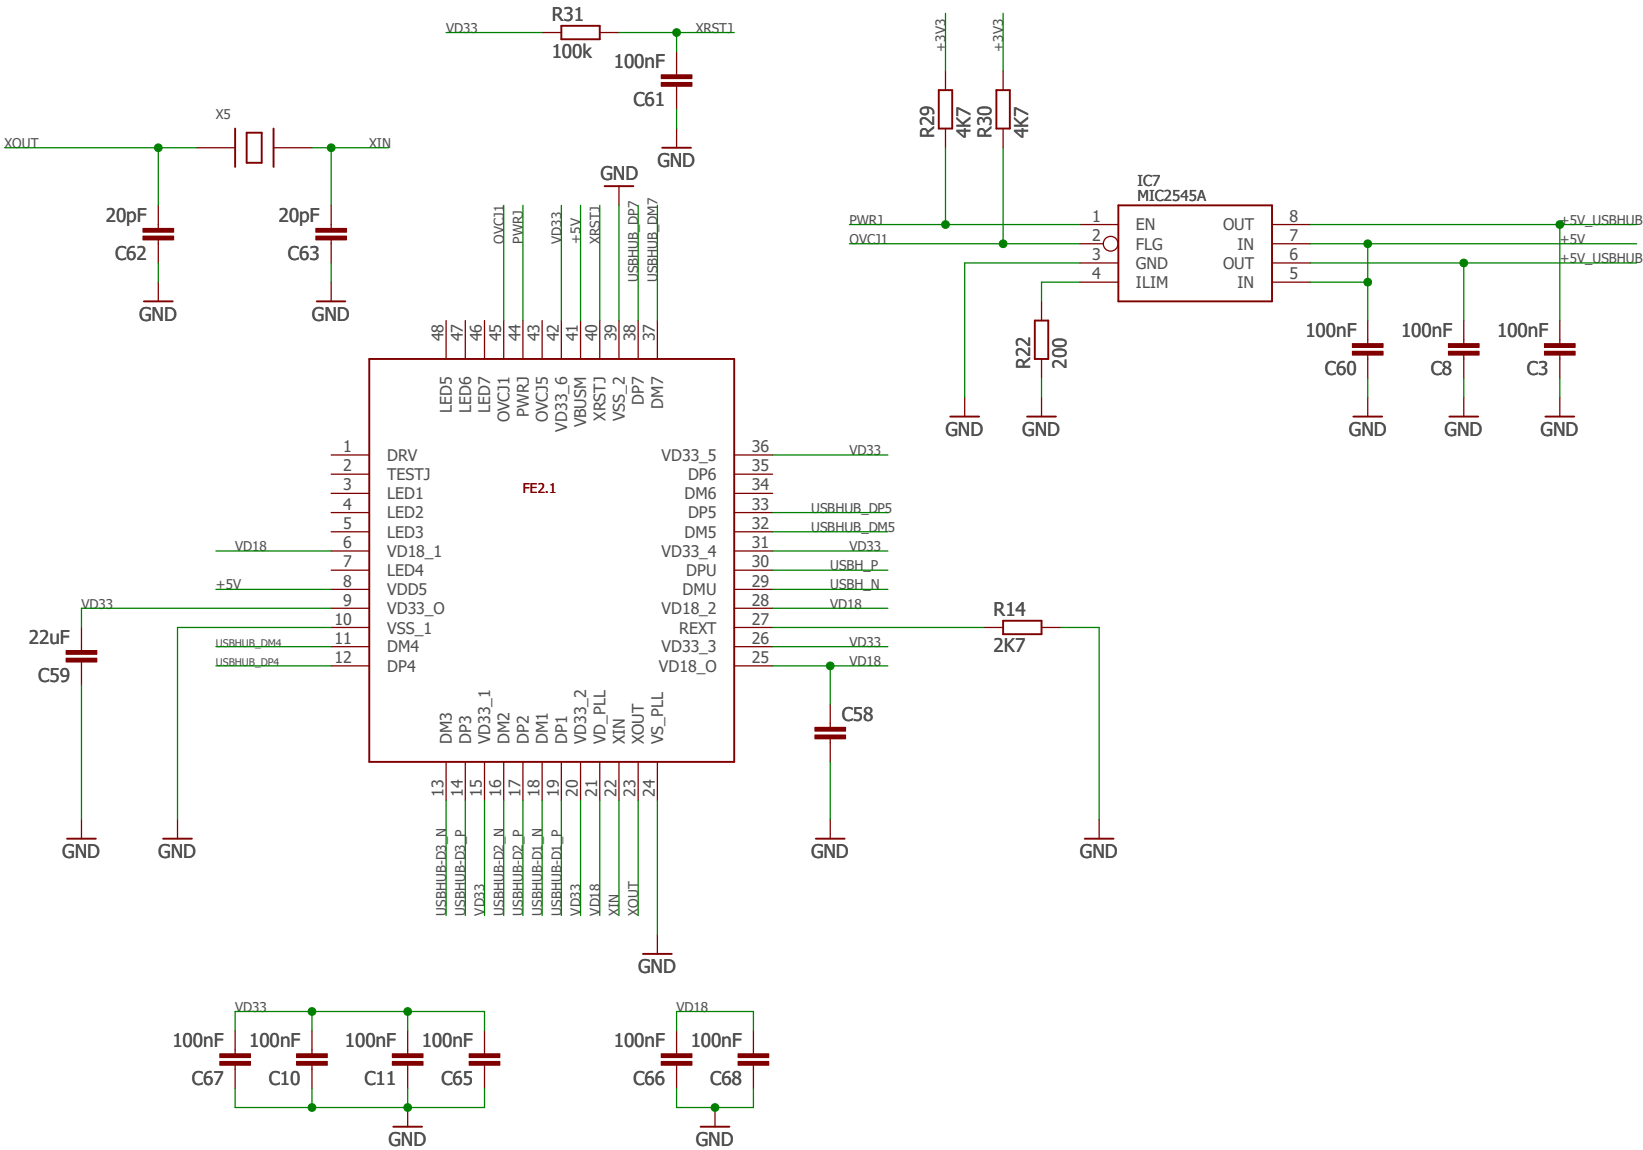 VD33
R31
100k
XRSTJ
100nF
C61
GND
X5
XOUT
XIN
20pF
C62
GND
20pF
C63
GND
+3V3
+3V3
R29
4K7
R30
4K7
IC7
MIC2545A
PWRJ
OVCJ1
1 EN
2 FLG
3 GND
4 ILIM
OUT 8
IN 7
OUT 6
IN 5
+5V_USBHUB
+5V
+5V_USBHUB
R22
200
GND
GND
100nF
C60
GND
100nF
C8
GND
100nF
C3
GND
GND
OVCJ1
PWRJ
VD33
+5V
XRSTJ
USBHUB_DP7
USBHUB_DM7
48 LED5
47 LED6
46 LED7
45 OVCJ1
44 PWRJ
43 OVCJ5
42 VD33_6
41 VBUSM
40 XRSTJ
39 VSS_2
38 DP7
37 DM7
FE2.1
1 DRV
2 TESTJ
3 LED1
4 LED2
5 LED3
VD18 6 VD18_1
7 LED4
+5V 8 VDD5
VD33 9 VD33_O
10 VSS_1
USBHUB_DM4 11 DM4
USBHUB_DP4 12 DP4
22uF
C59
GND
GND
VD33_5 36 VD33
DP6 35
DM6 34
DP5 33 USBHUB_DP5
DM5 32 USBHUB_DM5
VD33_4 31 VD33
DPU 30 USBH_P
DMU 29 USBH_N
VD18_2 28 VD18
REXT 27
VD33_3 26 VD33
VD18_O 25 VD18
R14
2K7
GND
C58
GND
DM3 13 USBHUB-D3_N
DP3 14 USBHUB-D3_P
VD33_1 15 VD33
DM2 16 USBHUB-D2_N
DP2 17 USBHUB-D2_P
DM1 18 USBHUB-D1_N
DP1 19 USBHUB-D1_P
VD33_2 20 VD33
VD_PLL 21 VD18
XIN 22 XIN
XOUT 23 XOUT
VS_PLL 24
GND
VD33
100nF
C67
100nF
C10
100nF
C11
100nF
C65
GND
VD18
100nF
C66
100nF
C68
GND